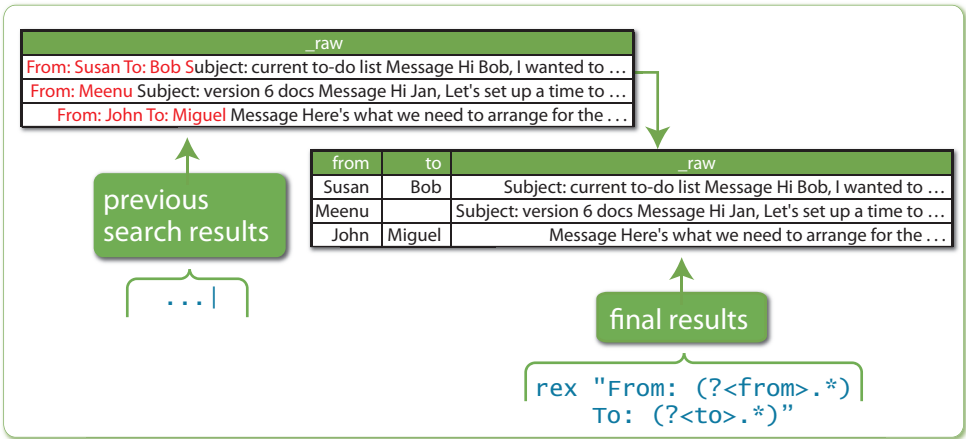 _raw
From: Susan To: Bob Subject: current to-do list Message Hi Bob, I wanted to ...
From: Meenu Subject: version 6 docs Message Hi Jan, Let's set up a time to ...
From: John To: Miguel Message Here's what we need to arrange for the ...
from to _raw
Susan Bob Subject: current to-do list Message Hi Bob, I wanted to ...
Meenu Subject: version 6 docs Message Hi Jan, Let's set up a time to ...
John Miguel Message Here's what we need to arrange for the ...
previous
search results
...|
final results
rex "From: (?<from>.*)
To: (?<to>.*)”